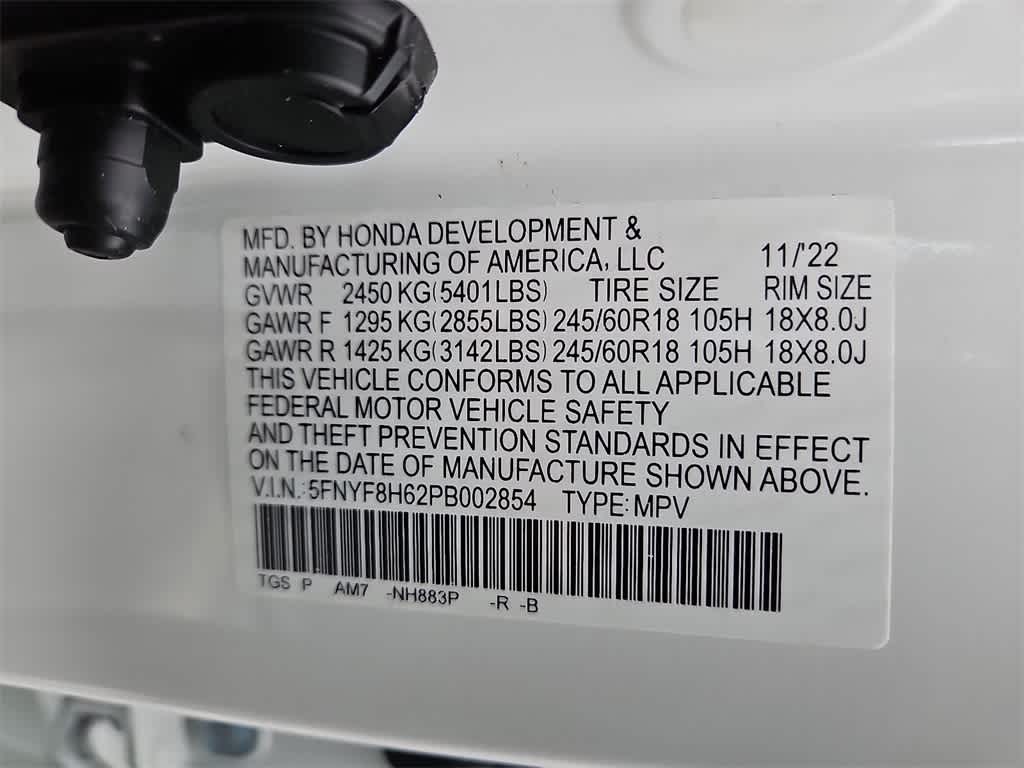 MFD. BY HONDA DEVELOPMENT &
MANUFACTURING OF AMERICA, LLC 11/'22
GVWR 2450 KG(5401LBS) TIRE SIZE RIM SIZE
GAWR F 1295 KG(2855LBS) 245/60R18 105H 18X8.0J
GAWR R 1425 KG(3142LBS) 245/60R18 105H 18X8.0J
THIS VEHICLE CONFORMS TO ALL APPLICABLE
FEDERAL MOTOR VEHICLE SAFETY
AND THEFT PREVENTION STANDARDS IN EFFECT
ON THE DATE OF MANUFACTURE SHOWN ABOVE.
V.I.N.: 5FNYF8H62PB002854 TYPE: MPV
TGS P AM7 -NH883P -R -B